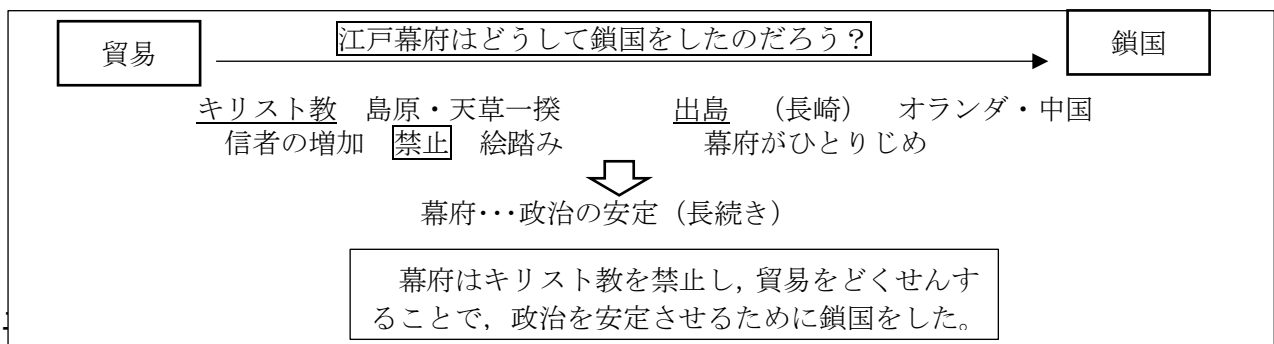 貿易 江戸幕府はどうして鎖国をしたのだろう？ 鎖国
キリスト教 島原・天草一揆 出島 （長崎） オランダ・中国
信者の増加 禁止 絵踏み 幕府がひとりじめ
幕府･･･政治の安定（長続き）
幕府はキリスト教を禁止し，貿易をどくせんす
ることで，政治を安定させるために鎖国をした。